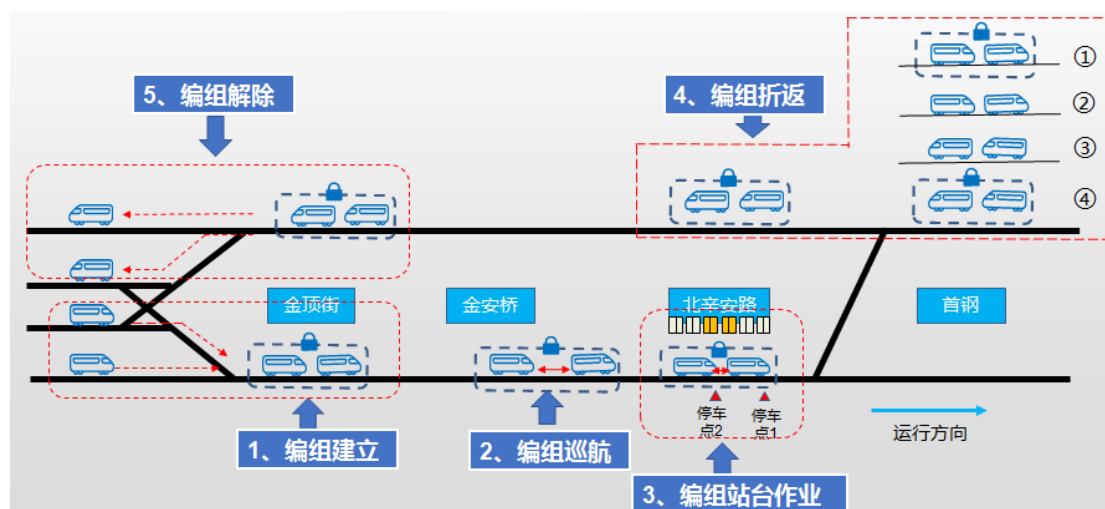 ①
5、编组解除
4、编组折返
②
③
④
金顶街
金安桥
北辛安路
首钢
停车
点2
停车
点1
运行方向
1、编组建立
2、编组巡航
3、编组站台作业